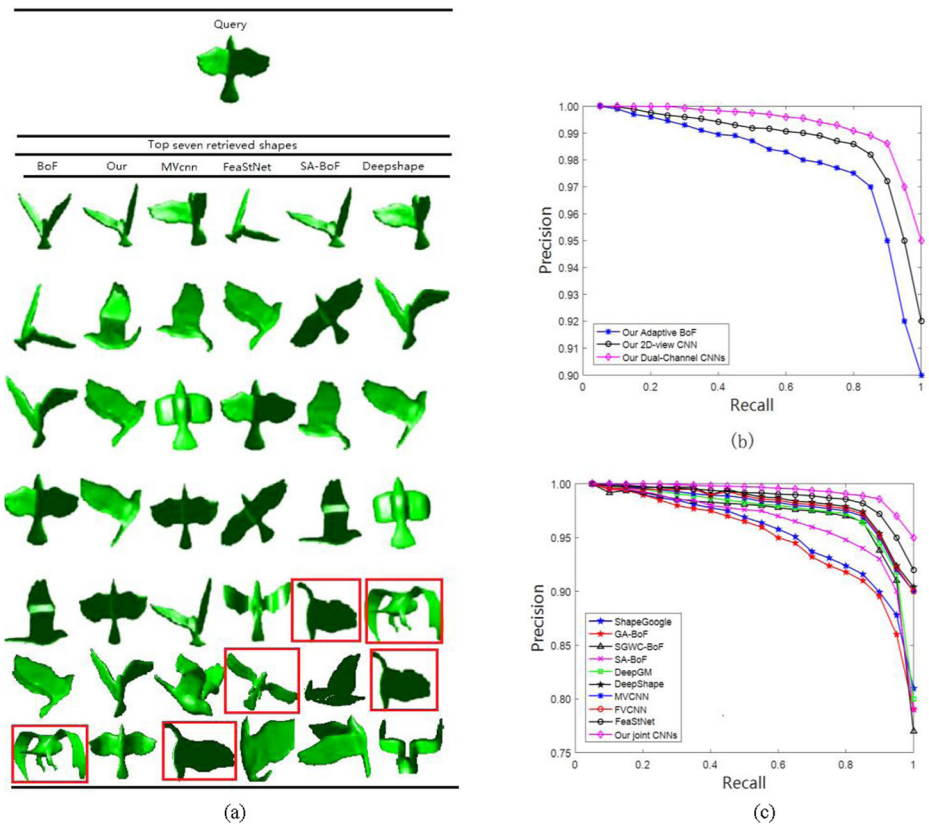 Query
Top seven retrieved shapes
BoF Our MVcnn FeaStNet SA-BoF Deepshape
(a)
1.00
0.99
0.98
0.97
0.96
0.95
0.94
0.93
0.92
0.91
0.90
Precision
Our Adaptive BoF
Our 2D-view CNN
Our Dual-Channel CNNs
0 0.2 0.4 0.6 0.8 1
Recall
(b)
1.00
0.95
0.90
0.85
0.80
0.75
Precision
ShapeGoogle
GA-BoF
SGWC-BoF
SA-BoF
DeepGM
DeepShape
MVCNN
FVCNN
FeaStNet
Our joint CNNs
0 0.2 0.4 0.6 0.8 1
Recall
(c)